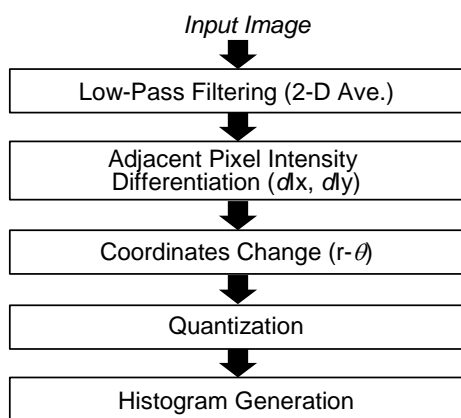 Input Image
Low-Pass Filtering (2-D Ave.)
Adjacent Pixel Intensity
Differentiation (dIx, dIy)
Coordinates Change (r-θ)
Quantization
Histogram Generation